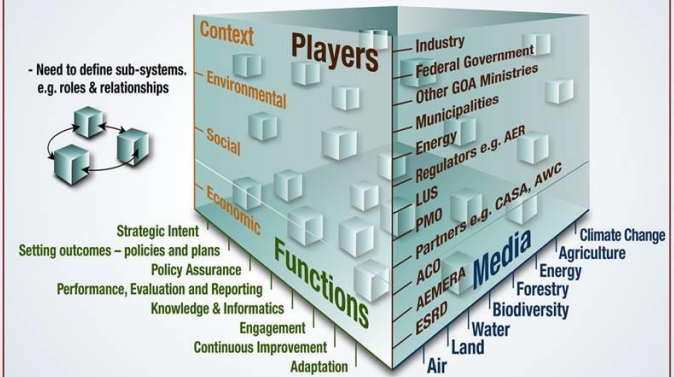 - Need to define sub-systems.
e.g. roles & relationships
Context
Environmental
Social
Economic
Players
Industry
Federal Government
Other GOA Ministries
Municipalities
Energy
Regulators e.g. AER
LUS
PMO
Partners e.g. CASA, AWC
ACO
AEMERA
ESRD
Functions
Strategic Intent
Setting outcomes – policies and plans
Policy Assurance
Performance, Evaluation and Reporting
Knowledge & Informatics
Engagement
Continuous Improvement
Adaptation
Media
Climate Change
Agriculture
Energy
Forestry
Biodiversity
Water
Land
Air